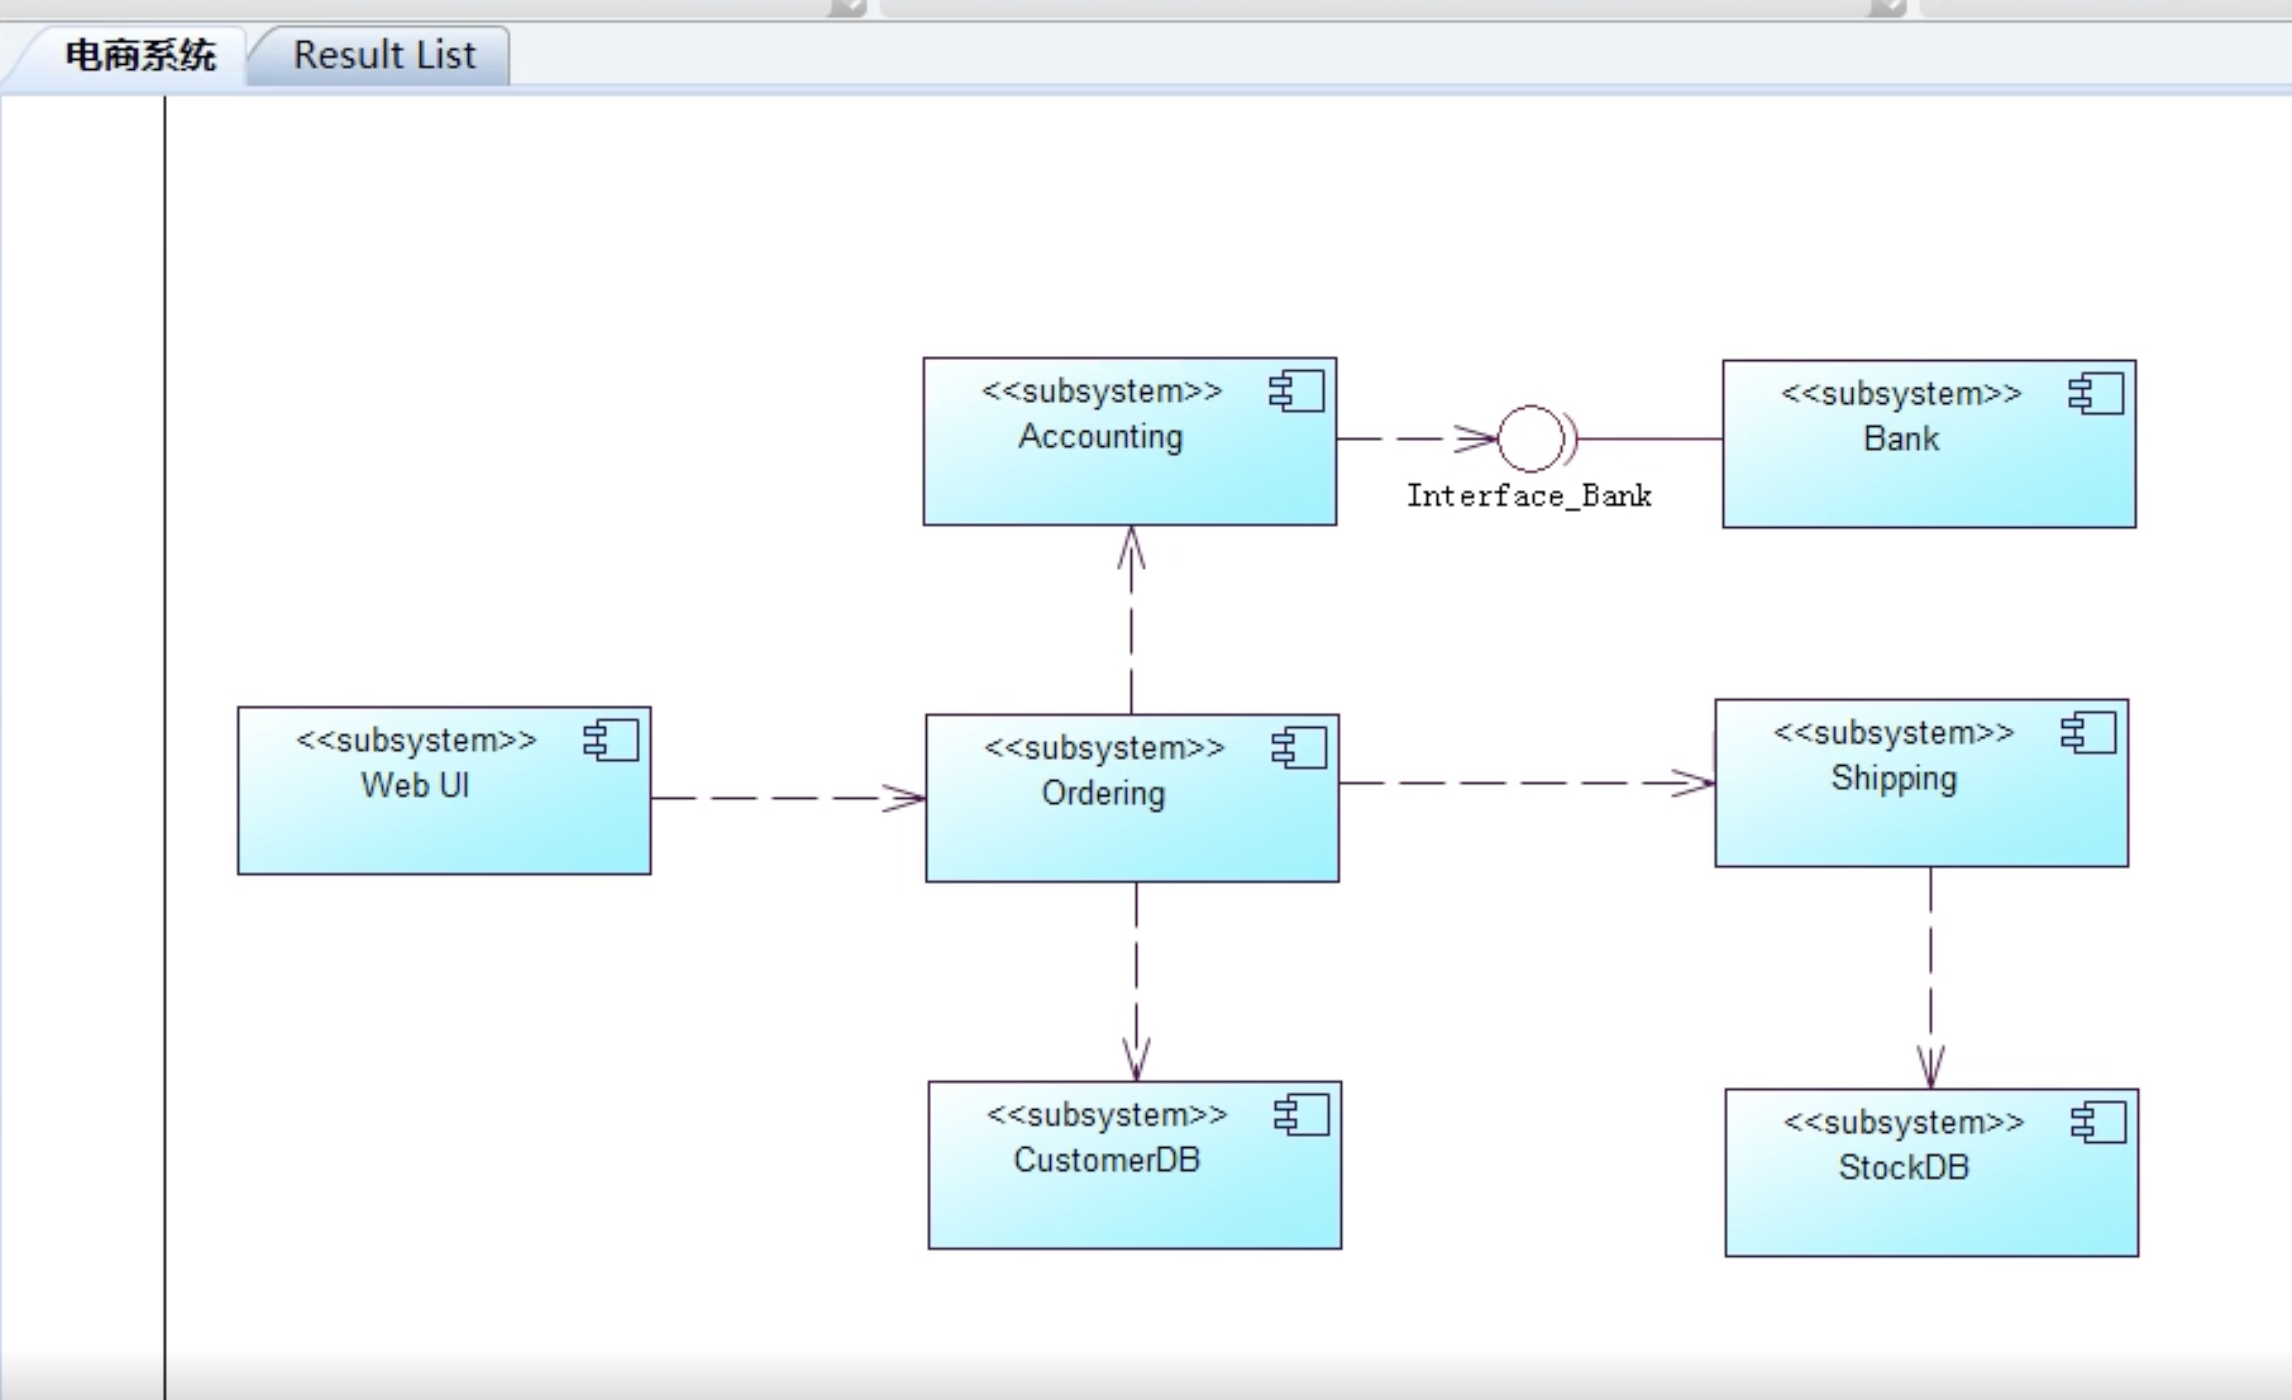 电商系统
Result List
<<subsystem>>
Accounting
Interface_Bank
<<subsystem>>
Bank
<<subsystem>>
Web UI
<<subsystem>>
Ordering
<<subsystem>>
Shipping
<<subsystem>>
CustomerDB
<<subsystem>>
StockDB